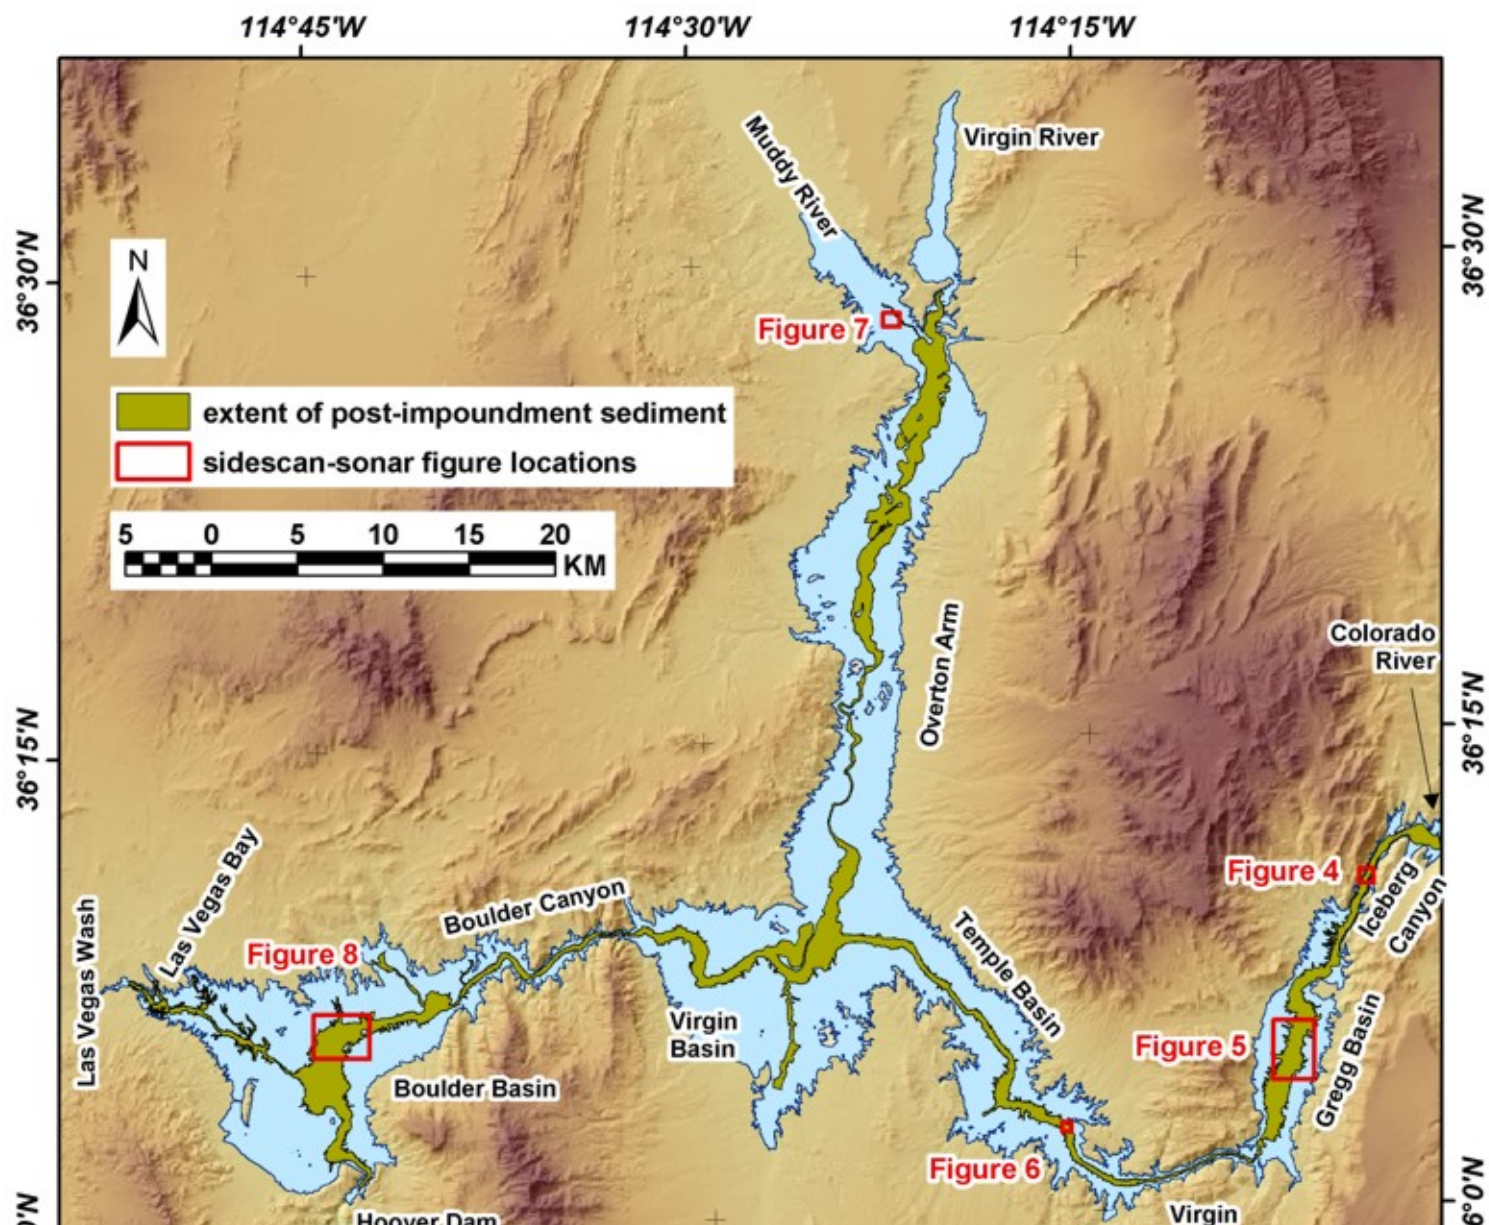 114°45'W 114°30'W 114°15'W
Muddy River
Virgin River
36°30'N
36°30'N
N
Figure 7
extent of post-impoundment sediment
sidescan-sonar figure locations
5 0 5 10 15 20
KM
Overton Arm
Colorado
River
36°15'N
36°15'N
Figure 4
Iceberg
Canyon
Las Vegas Bay
Las Vegas Wash
Boulder Canyon
Figure 8
Temple Basin
Virgin
Basin
Figure 5
Gregg Basin
Boulder Basin
Figure 6
Virgin
Hoover Dam
6°0'N